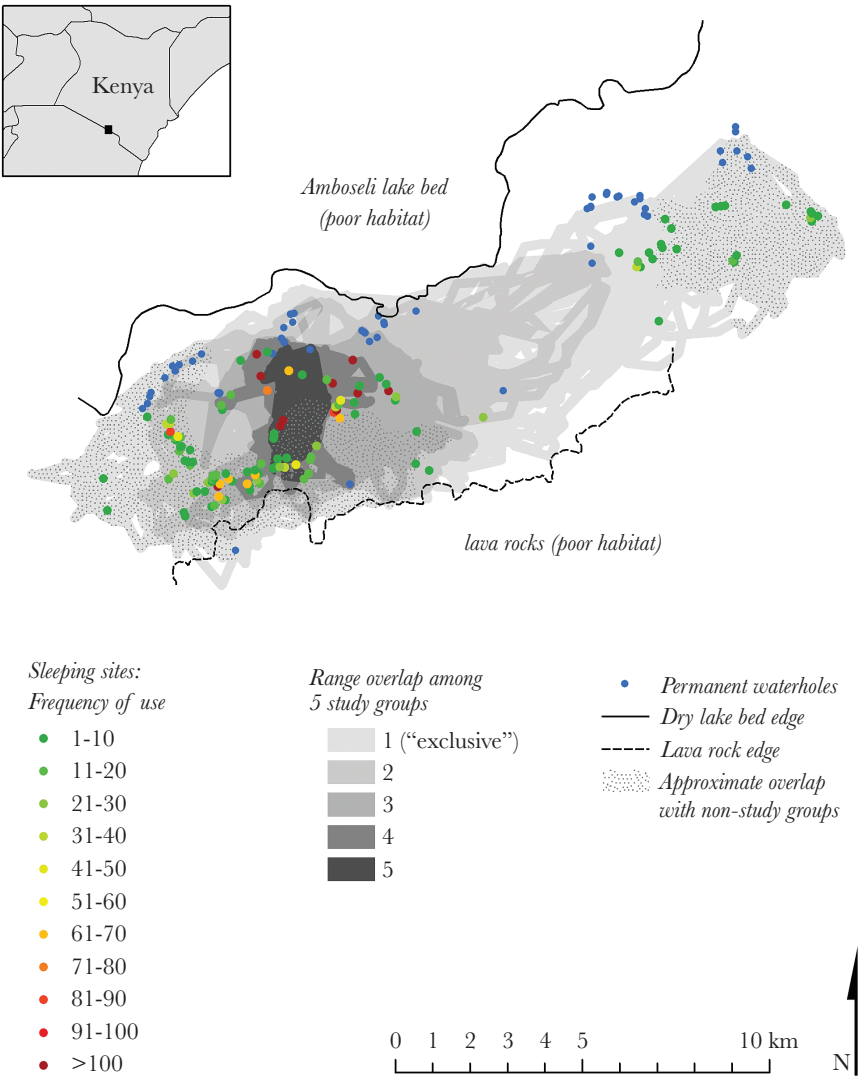 Kenya
Amboseli lake bed
(poor habitat)
lava rocks (poor habitat)
Sleeping sites:
Frequency of use
1-10
11-20
21-30
31-40
41-50
51-60
61-70
71-80
81-90
91-100
>100
Range overlap among
5 study groups
1 (“exclusive”)
2
3
4
5
Permanent waterholes
Dry lake bed edge
Lava rock edge
Approximate overlap
with non-study groups
0 1 2 3 4 5 10 km
N